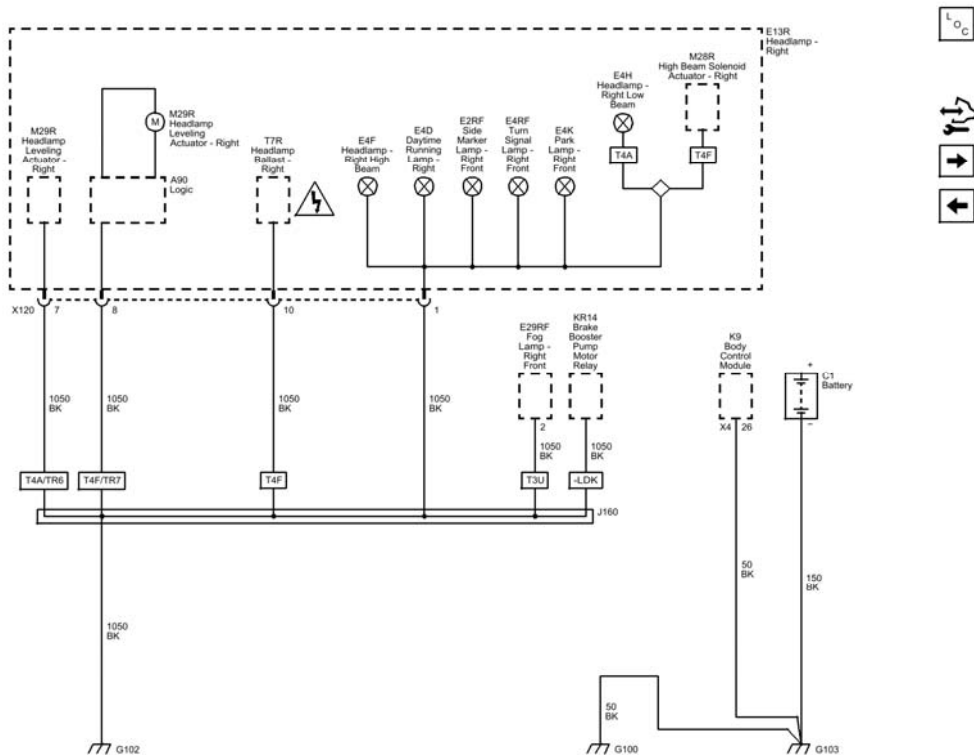 L
O
C
E13R
Headlamp -
Right
M28R
High Beam Solenoid
Actuator - Right
E4H
Headlamp -
Right Low
Beam
M29R
Headlamp
Leveling
Actuator - Right
M
M29R
Headlamp
Leveling
Actuator -
Right
T7R
Headlamp
Ballast -
Right
E4F
Headlamp -
Right High
Beam
E4D
Daytime
Running
Lamp -
Right
E2RF
Side
Marker
Lamp -
Right
Front
E4RF
Turn
Signal
Lamp -
Right
Front
E4K
Park
Lamp -
Right
Front
T4A
T4F
A90
Logic
X120
7
8
10
1
E29RF
Fog
Lamp -
Right
Front
KR14
Brake
Booster
Pump
Motor
Relay
K9
Body
Control
Module
+
C1
Battery
−
1050
BK
1050
BK
1050
BK
1050
BK
2
X4
26
1050
BK
1050
BK
T4A/TR6
T4F/TR7
T4F
T3U
-LDK
J160
50
BK
150
BK
1050
BK
50
BK
G102
G100
G103